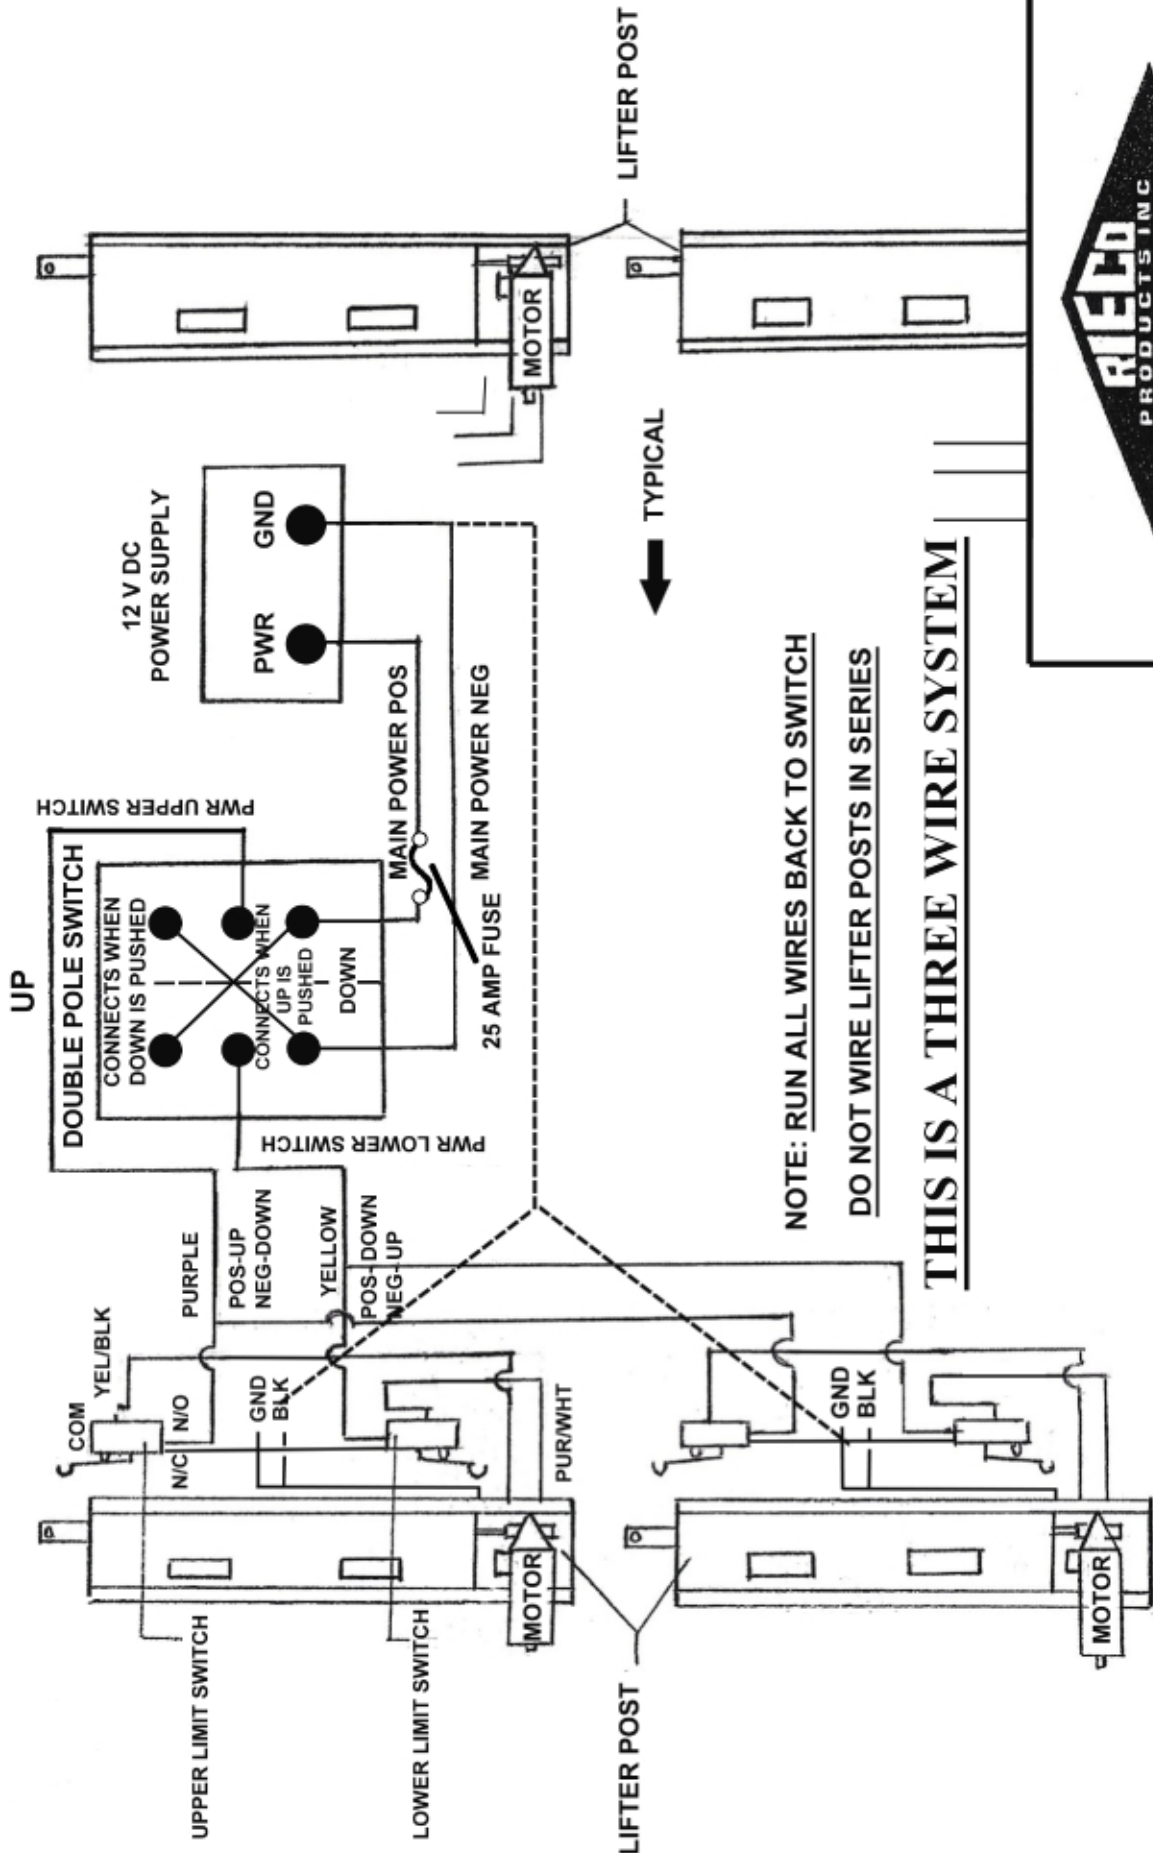 UP
DOUBLE POLE SWITCH
CONNECTS WHEN
DOWN IS PUSHED
CONNECTS WHEN
UP IS
PUSHED
DOWN
PWR UPPER SWITCH
PWR LOWER SWITCH
12 V DC
POWER SUPPLY
PWR
GND
MAIN POWER POS
MAIN POWER NEG
25 AMP FUSE
PURPLE
POS-UP
NEG-DOWN
YELLOW
POS-DOWN
NEG-UP
COM
YEL/BLK
N/C
N/O
GND
BLK
PUR/WHT
UPPER LIMIT SWITCH
LOWER LIMIT SWITCH
MOTOR
MOTOR
LIFTER POST
LIFTER POST
GND
BLK
MOTOR
TYPICAL
NOTE: RUN ALL WIRES BACK TO SWITCH
DO NOT WIRE LIFTER POSTS IN SERIES
THIS IS A THREE WIRE SYSTEM
RIECO
PRODUCTS INC